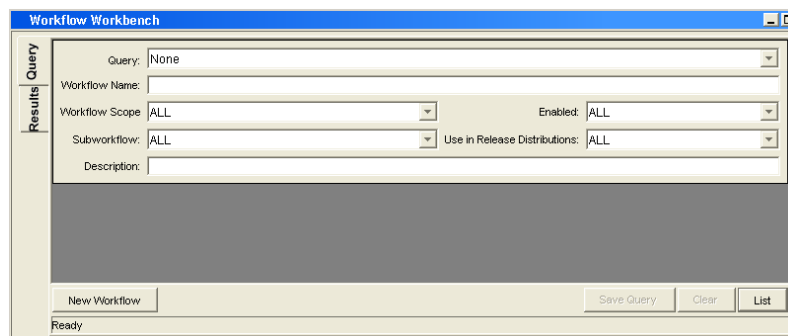 Workflow Workbench
Query
Results
Query: None
Workflow Name:
Workflow Scope ALL Enabled: ALL
Subworkflow: ALL Use in Release Distributions: ALL
Description:
New Workflow Save Query Clear List
Ready